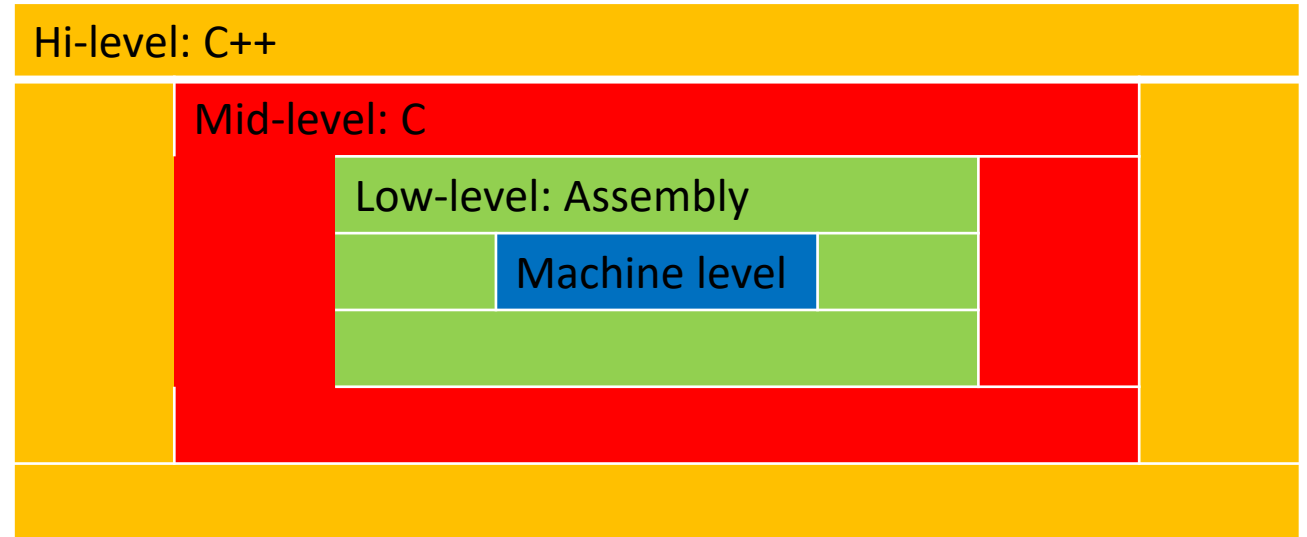 Hi-level: C++
Mid-level: C
Low-level: Assembly
Machine level